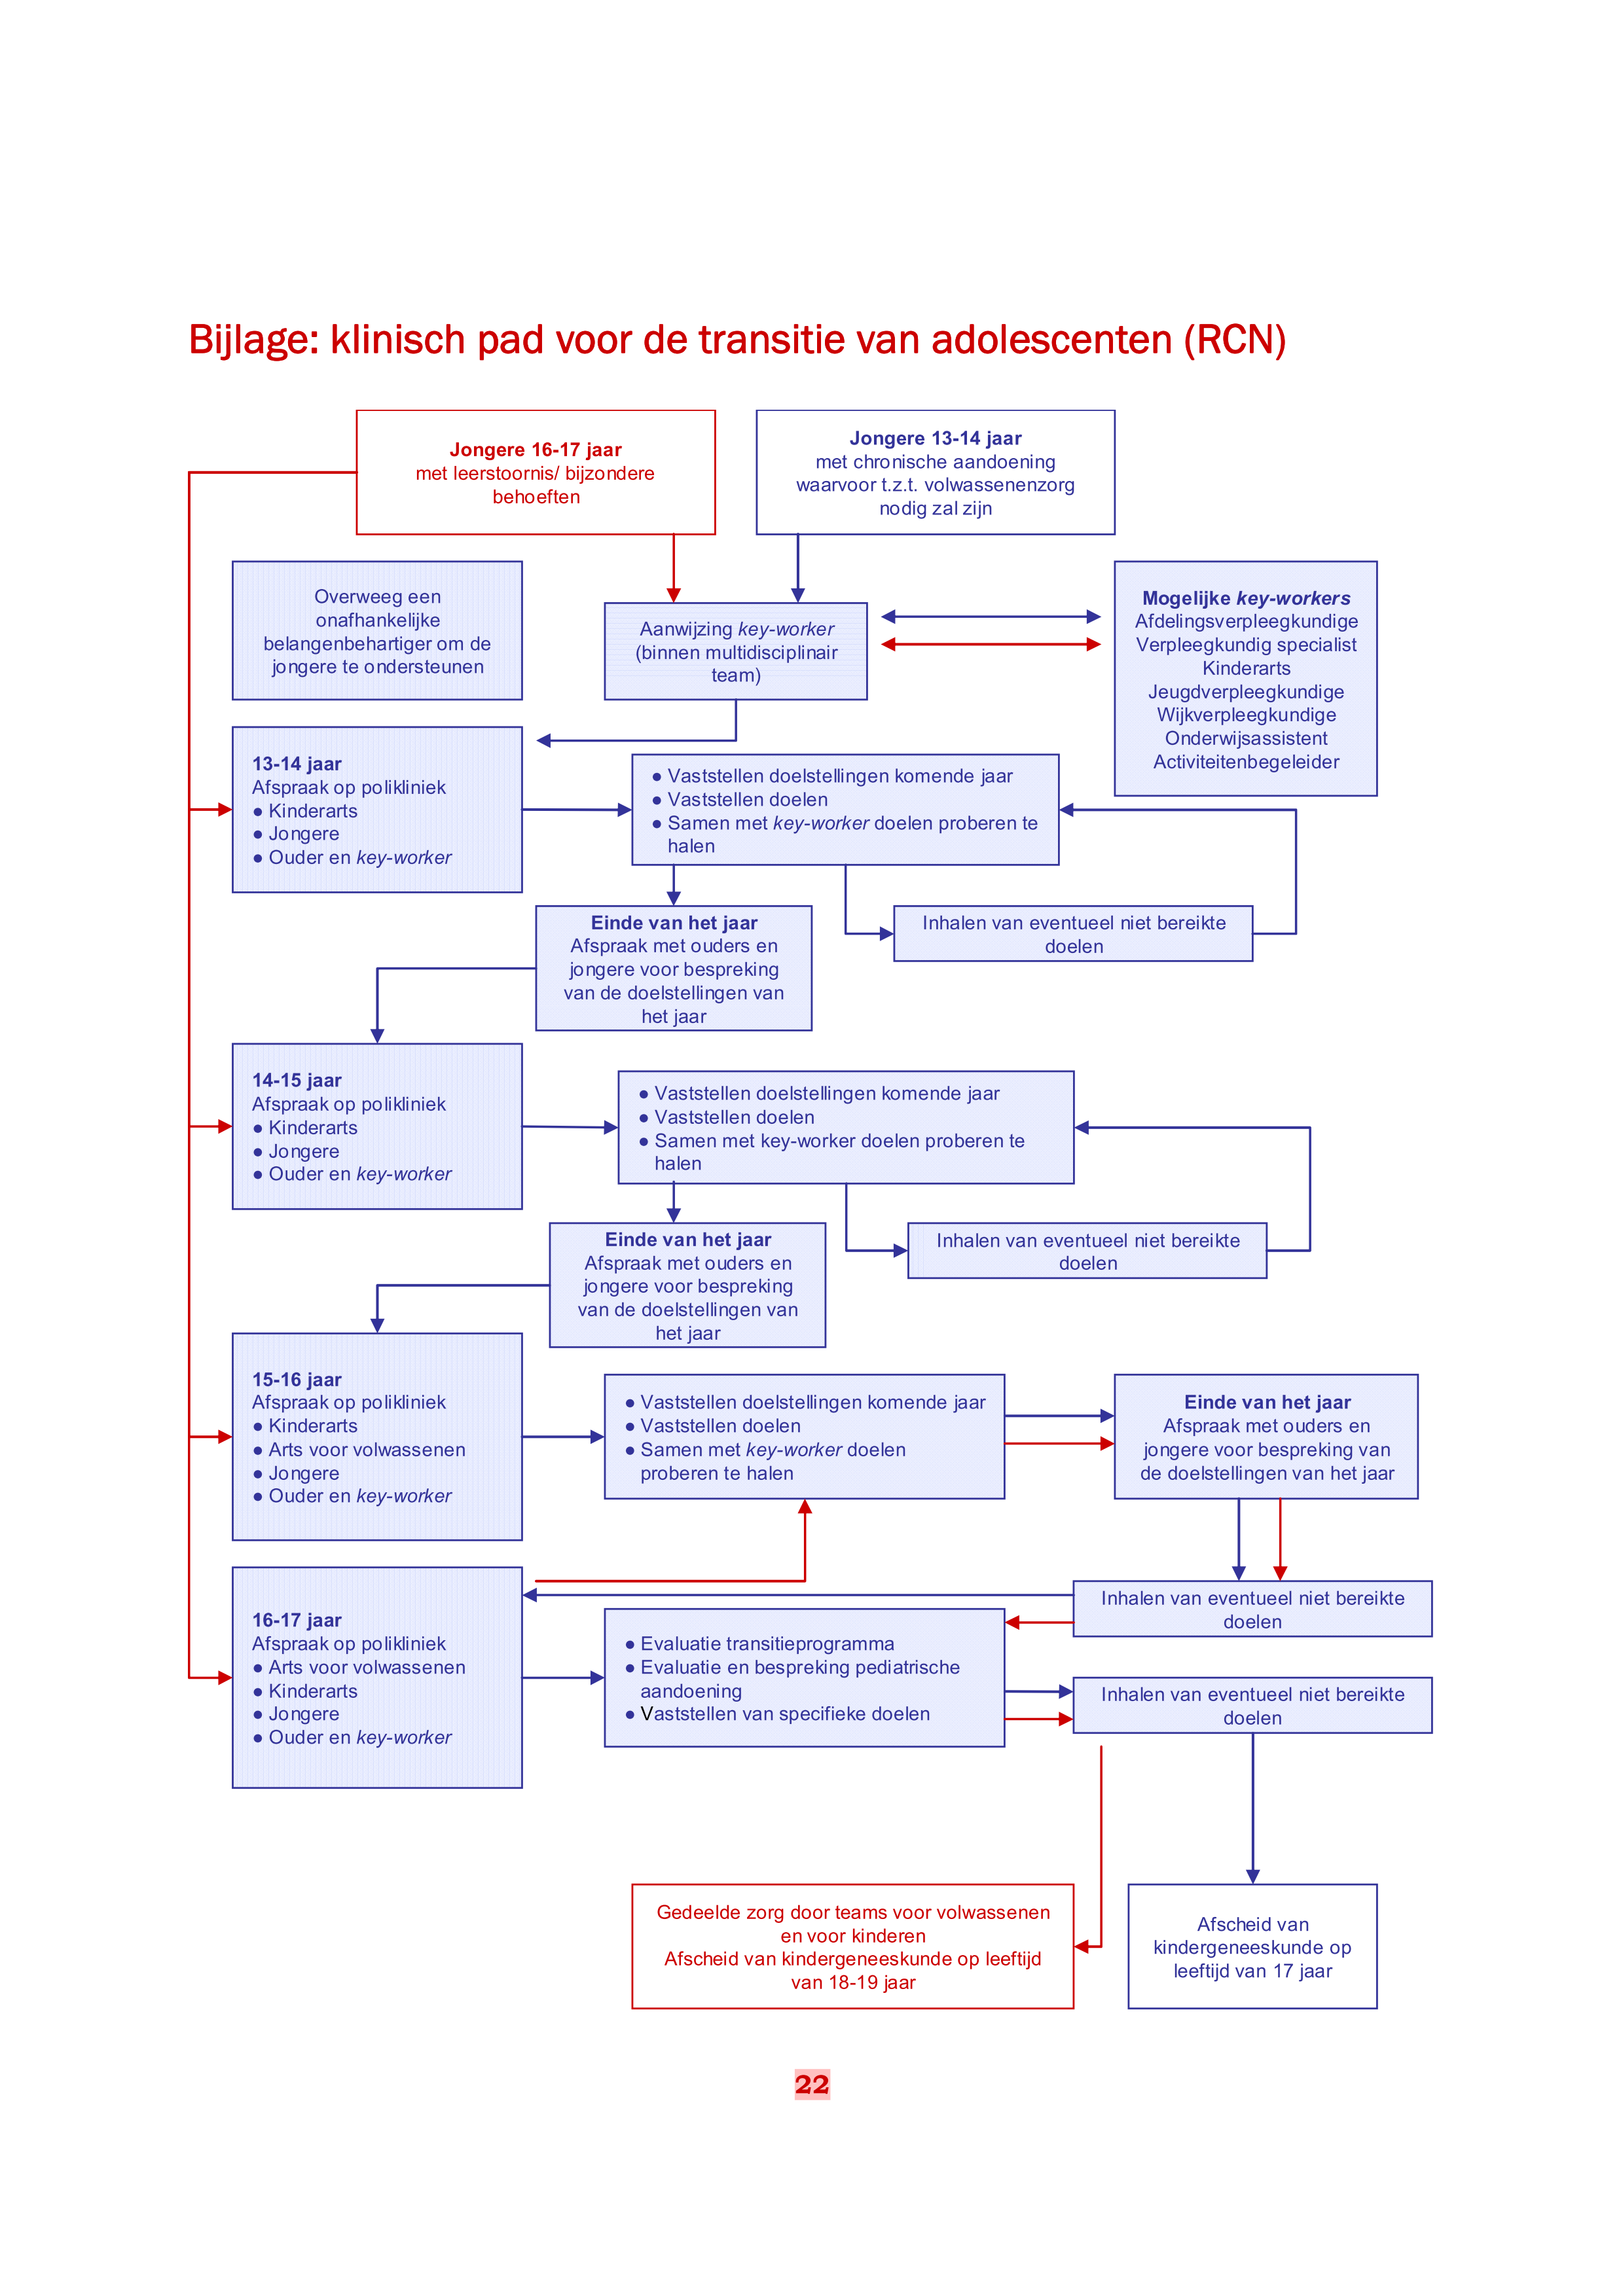 Bijlage: klinisch pad voor de transitie van adolescenten (RCN)
Jongere 16-17 jaar
met leerstoornis/ bijzondere
behoeften
Jongere 13-14 jaar
met chronische aandoening
waarvoor t.z.t. volwassenenzorg
nodig zal zijn
Overweeg een
onafhankelijke
belangenbehartiger om de
jongere te ondersteunen
Aanwijzing key-worker
(binnen multidisciplinair
team)
Mogelijke key-workers
Afdelingsverpleegkundige
Verpleegkundig specialist
Kinderarts
Jeugdverpleegkundige
Wijkverpleegkundige
Onderwijsassistent
Activiteitenbegeleider
13-14 jaar
Afspraak op polikliniek
● Kinderarts
● Jongere
● Ouder en key-worker
● Vaststellen doelstellingen komende jaar
● Vaststellen doelen
● Samen met key-worker doelen proberen te
halen
Einde van het jaar
Afspraak met ouders en
jongere voor bespreking
van de doelstellingen van
het jaar
Inhalen van eventueel niet bereikte
doelen
14-15 jaar
Afspraak op polikliniek
● Kinderarts
● Jongere
● Ouder en key-worker
● Vaststellen doelstellingen komende jaar
● Vaststellen doelen
● Samen met key-worker doelen proberen te
halen
Einde van het jaar
Afspraak met ouders en
jongere voor bespreking
van de doelstellingen van
het jaar
Inhalen van eventueel niet bereikte
doelen
15-16 jaar
Afspraak op polikliniek
● Kinderarts
● Arts voor volwassenen
● Jongere
● Ouder en key-worker
● Vaststellen doelstellingen komende jaar
● Vaststellen doelen
● Samen met key-worker doelen
proberen te halen
Einde van het jaar
Afspraak met ouders en
jongere voor bespreking van
de doelstellingen van het jaar
Inhalen van eventueel niet bereikte
doelen
16-17 jaar
Afspraak op polikliniek
● Arts voor volwassenen
● Kinderarts
● Jongere
● Ouder en key-worker
● Evaluatie transitieprogramma
● Evaluatie en bespreking pediatrische
aandoening
● Vaststellen van specifieke doelen
Inhalen van eventueel niet bereikte
doelen
Gedeelde zorg door teams voor volwassenen
en voor kinderen
Afscheid van kindergeneeskunde op leeftijd
van 18-19 jaar
Afscheid van
kindergeneeskunde op
leeftijd van 17 jaar
22